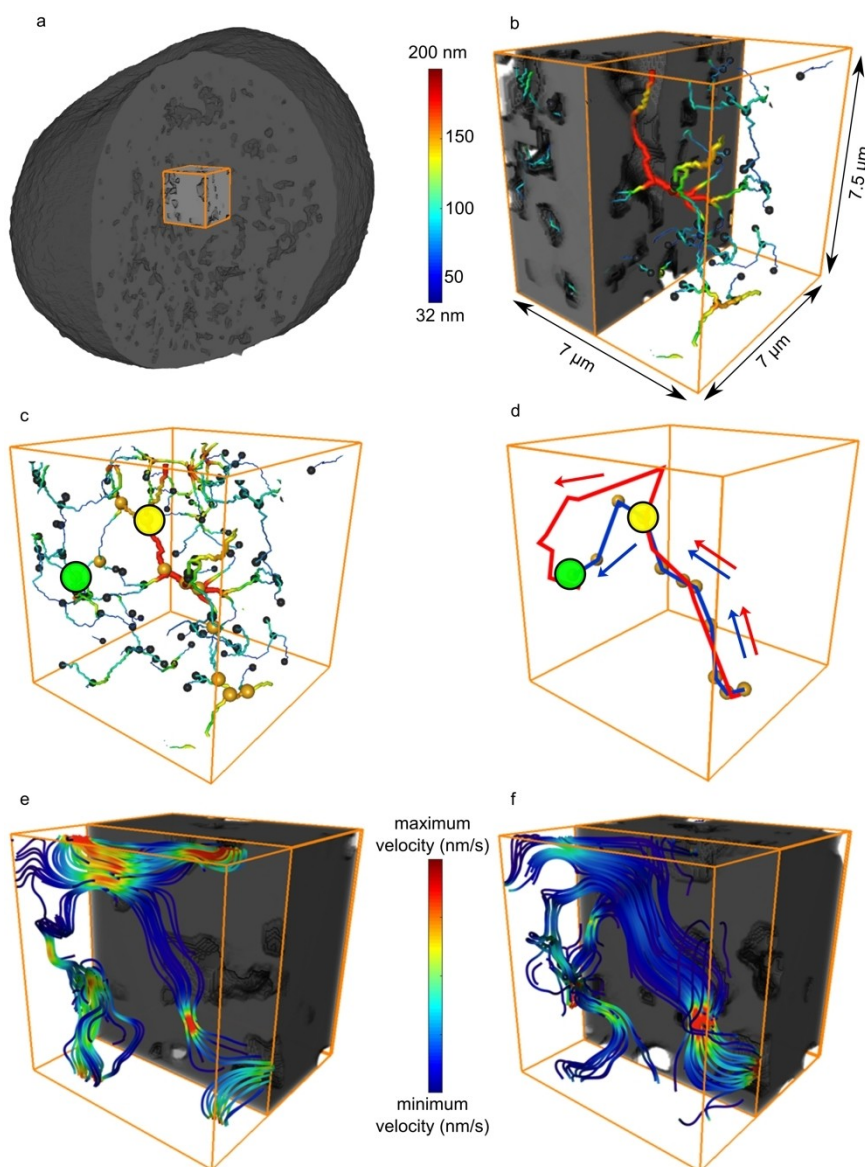 a
b
200 nm
150
100
50
32 nm
7.5 µm
7 µm
7 µm
c
d
e
f
maximum
velocity (nm/s)
minimum
velocity (nm/s)